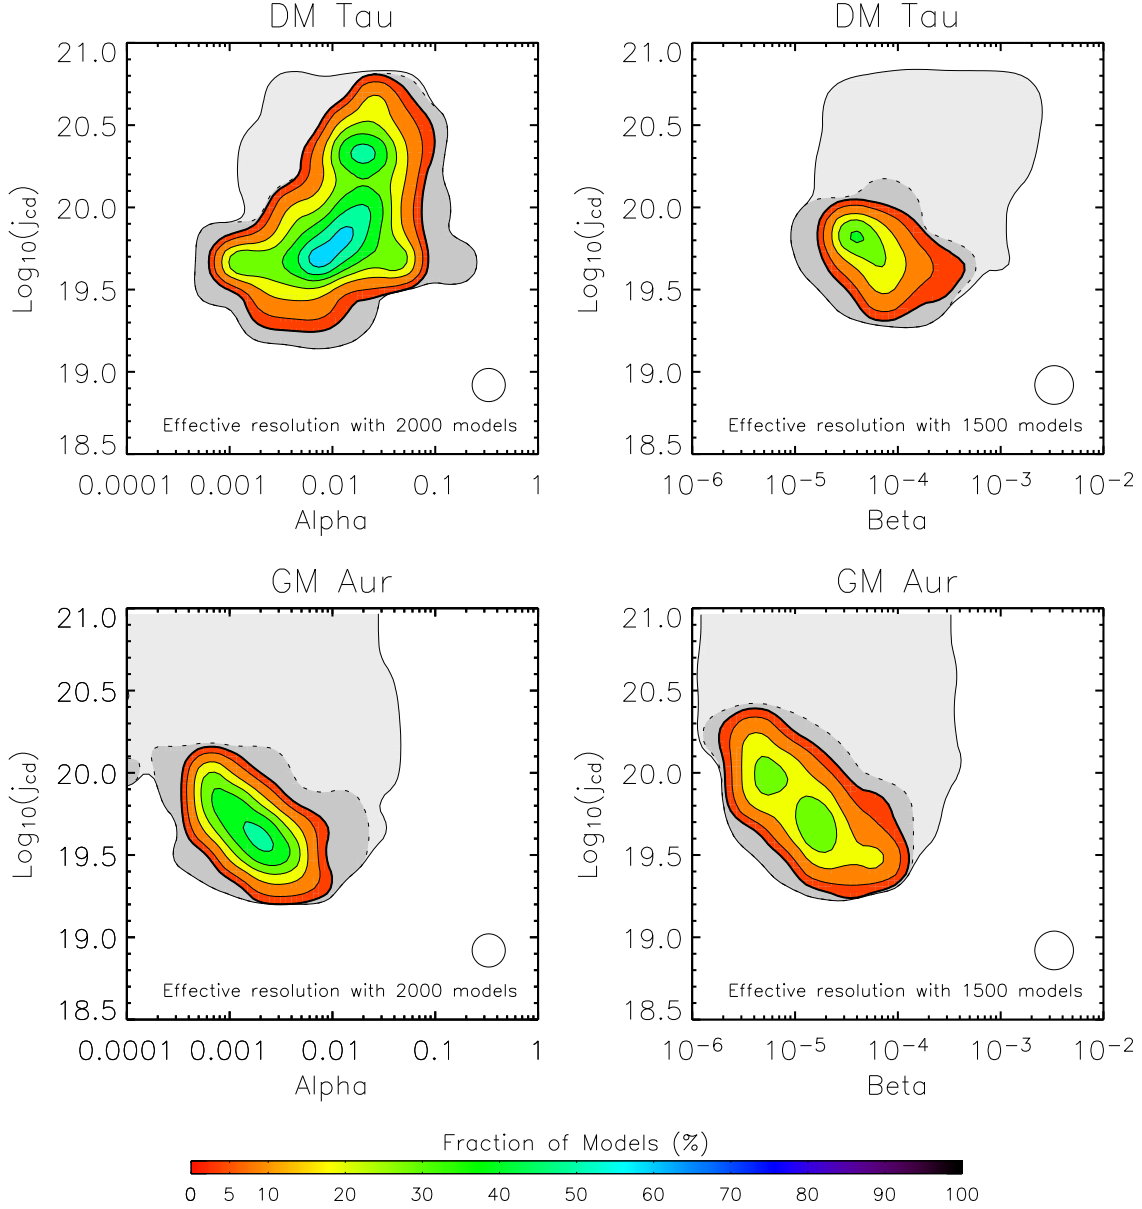 DM Tau
DM Tau
21.0
20.5
20.0
19.5
19.0
18.5
Log10(jcd)
Effective resolution with 2000 models
0.0001 0.001 0.01 0.1 1
Alpha
21.0
20.5
20.0
19.5
19.0
18.5
Log10(jcd)
Effective resolution with 1500 models
10-6 10-5 10-4 10-3 10-2
Beta
GM Aur
GM Aur
21.0
20.5
20.0
19.5
19.0
18.5
Log10(jcd)
Effective resolution with 2000 models
0.0001 0.001 0.01 0.1 1
Alpha
21.0
20.5
20.0
19.5
19.0
18.5
Log10(jcd)
Effective resolution with 1500 models
10-6 10-5 10-4 10-3 10-2
Beta
Fraction of Models (%)
0 5 10 20 30 40 50 60 70 80 90 100